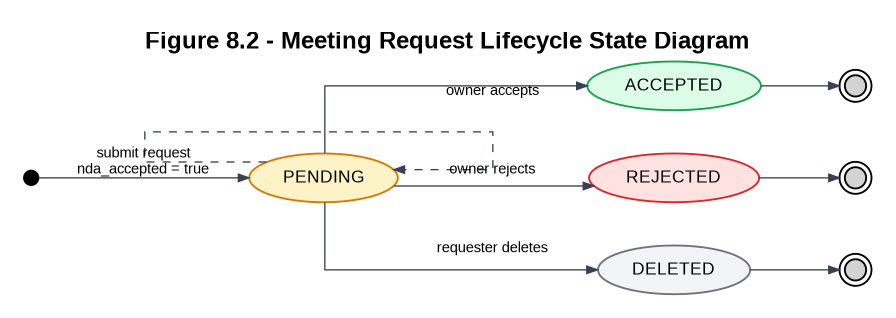 Figure 8.2 - Meeting Request Lifecycle State Diagram
owner accepts
ACCEPTED
submit request
nda_accepted = true
PENDING
owner rejects
REJECTED
requester deletes
DELETED